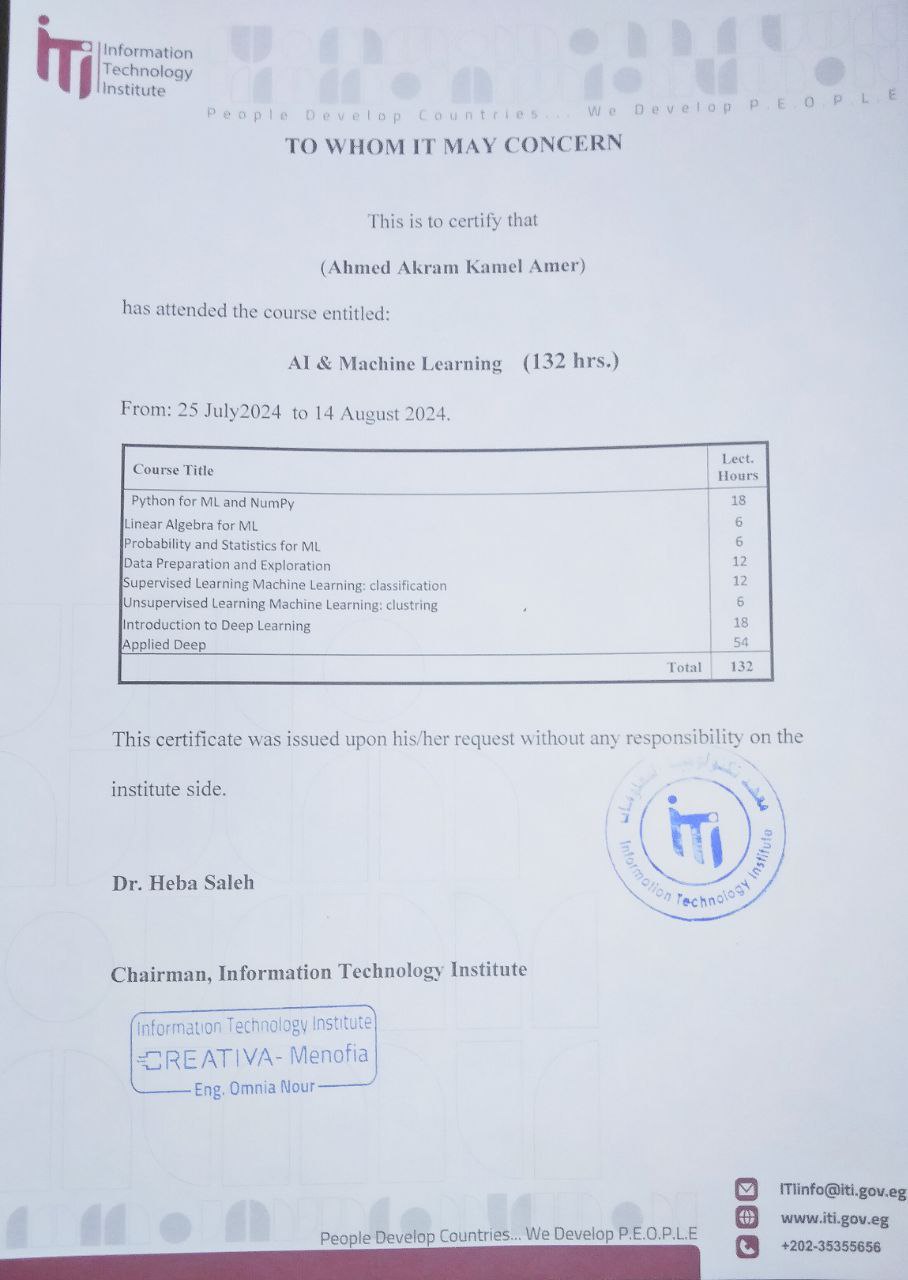 iTi
Information
Technology
Institute
People Develop Countries... We Develop P.E.O.P.L.E
TO WHOM IT MAY CONCERN
This is to certify that
(Ahmed Akram Kamel Amer)
has attended the course entitled:
AI & Machine Learning (132 hrs.)
From: 25 July2024 to 14 August 2024.
Course Title Lect. Hours
Python for ML and NumPy 18
Linear Algebra for ML 6
Probability and Statistics for ML 6
Data Preparation and Exploration 12
Supervised Learning Machine Learning: classification 12
Unsupervised Learning Machine Learning: clustring 6
Introduction to Deep Learning 18
Applied Deep 54
Total 132
This certificate was issued upon his/her request without any responsibility on the
institute side.
معهد تكنولوجيا المعلومات
iTi
Information Technology Institute
Dr. Heba Saleh
Chairman, Information Technology Institute
Information Technology Institute
CREATIVA- Menofia
Eng. Omnia Nour
ITIinfo@iti.gov.eg
www.iti.gov.eg
+202-35355656
People Develop Countries... We Develop P.E.O.P.L.E